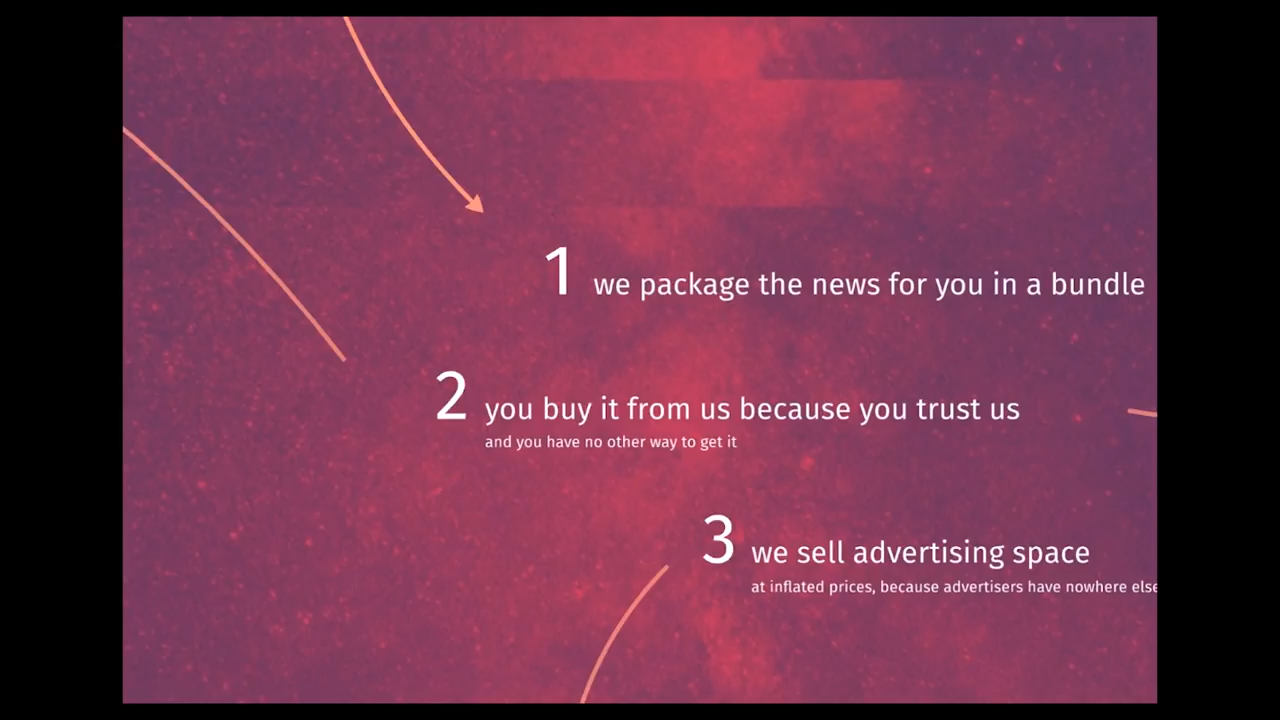 1 we package the news for you in a bundle
2 you buy it from us because you trust us
and you have no other way to get it
3 we sell advertising space
at inflated prices, because advertisers have nowhere else